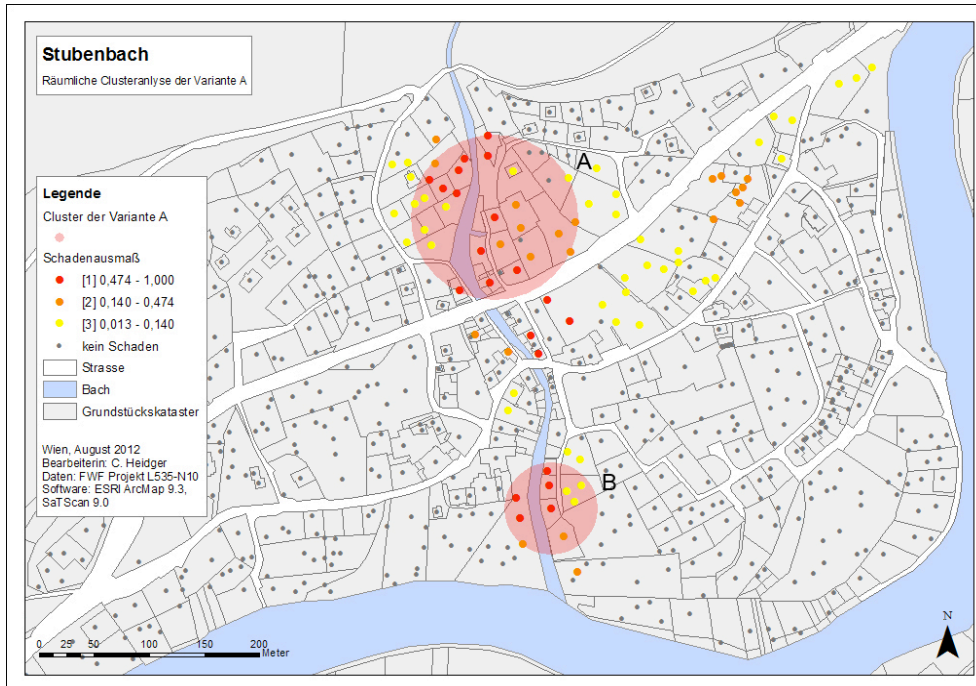 Stubenbach
Räumliche Clusteranalyse der Variante A
A
Legende
Cluster der Variante A
Schadenausmaß
[1] 0,474 - 1,000
[2] 0,140 - 0,474
[3] 0,013 - 0,140
kein Schaden
Strasse
Bach
Grundstückskataster
Wien, August 2012
Bearbeiterin: C. Heidger
Daten: FWF Projekt L535-N10
Software: ESRI ArcMap 9.3,
SaTScan 9.0
B
N
0 25 50 100 150 200
Meter